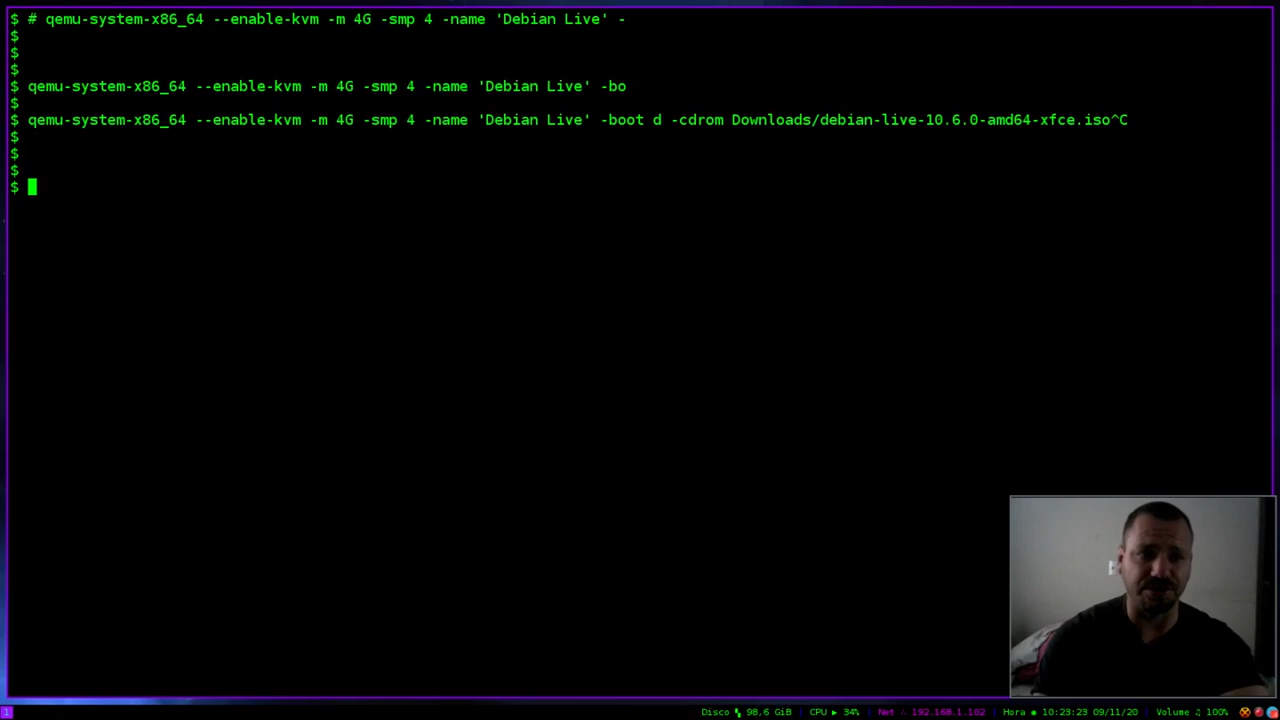 $ # qemu-system-x86_64 --enable-kvm -m 4G -smp 4 -name 'Debian Live' -
$
$
$
$ qemu-system-x86_64 --enable-kvm -m 4G -smp 4 -name 'Debian Live' -bo
$
$ qemu-system-x86_64 --enable-kvm -m 4G -smp 4 -name 'Debian Live' -boot d -cdrom Downloads/debian-live-10.6.0-amd64-xfce.iso^C
$
$
$
$
1 Disco ▚ 98,6 GiB | CPU ▶ 34% | Net ∴ 192.168.1.102 | Hora ◉ 10:23:23 09/11/20 | Volume ♫ 100%